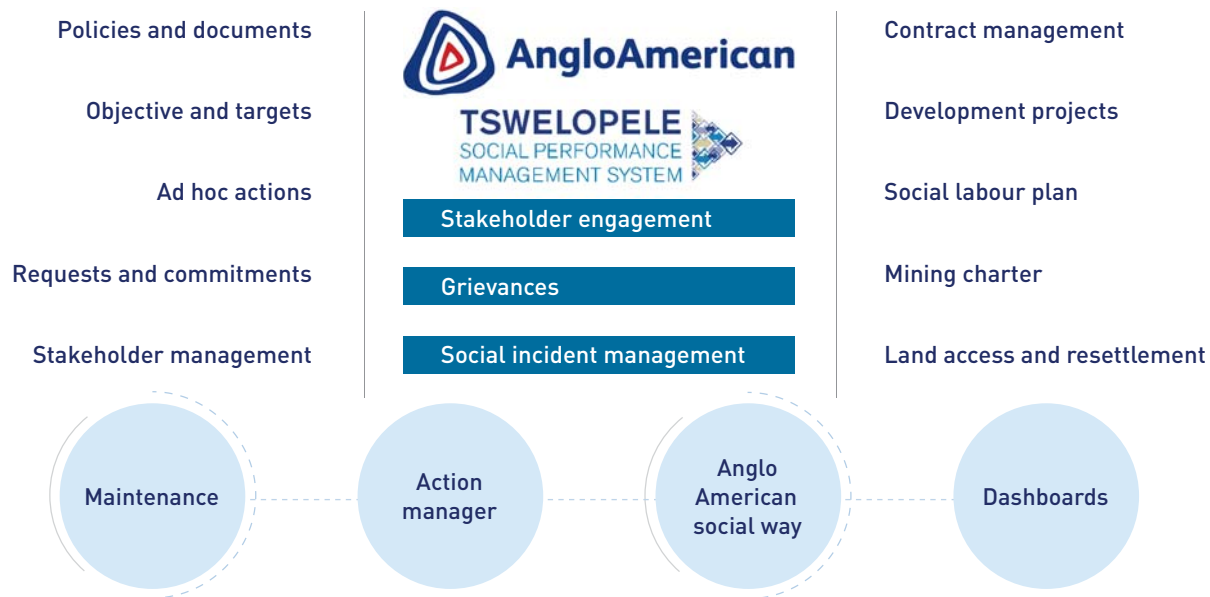 Policies and documents
Objective and targets
Ad hoc actions
Requests and commitments
Stakeholder management
AngloAmerican
TSWELOPELE
SOCIAL PERFORMANCE
MANAGEMENT SYSTEM
Stakeholder engagement
Grievances
Social incident management
Contract management
Development projects
Social labour plan
Mining charter
Land access and resettlement
Maintenance
Action
manager
Anglo
American
social way
Dashboards